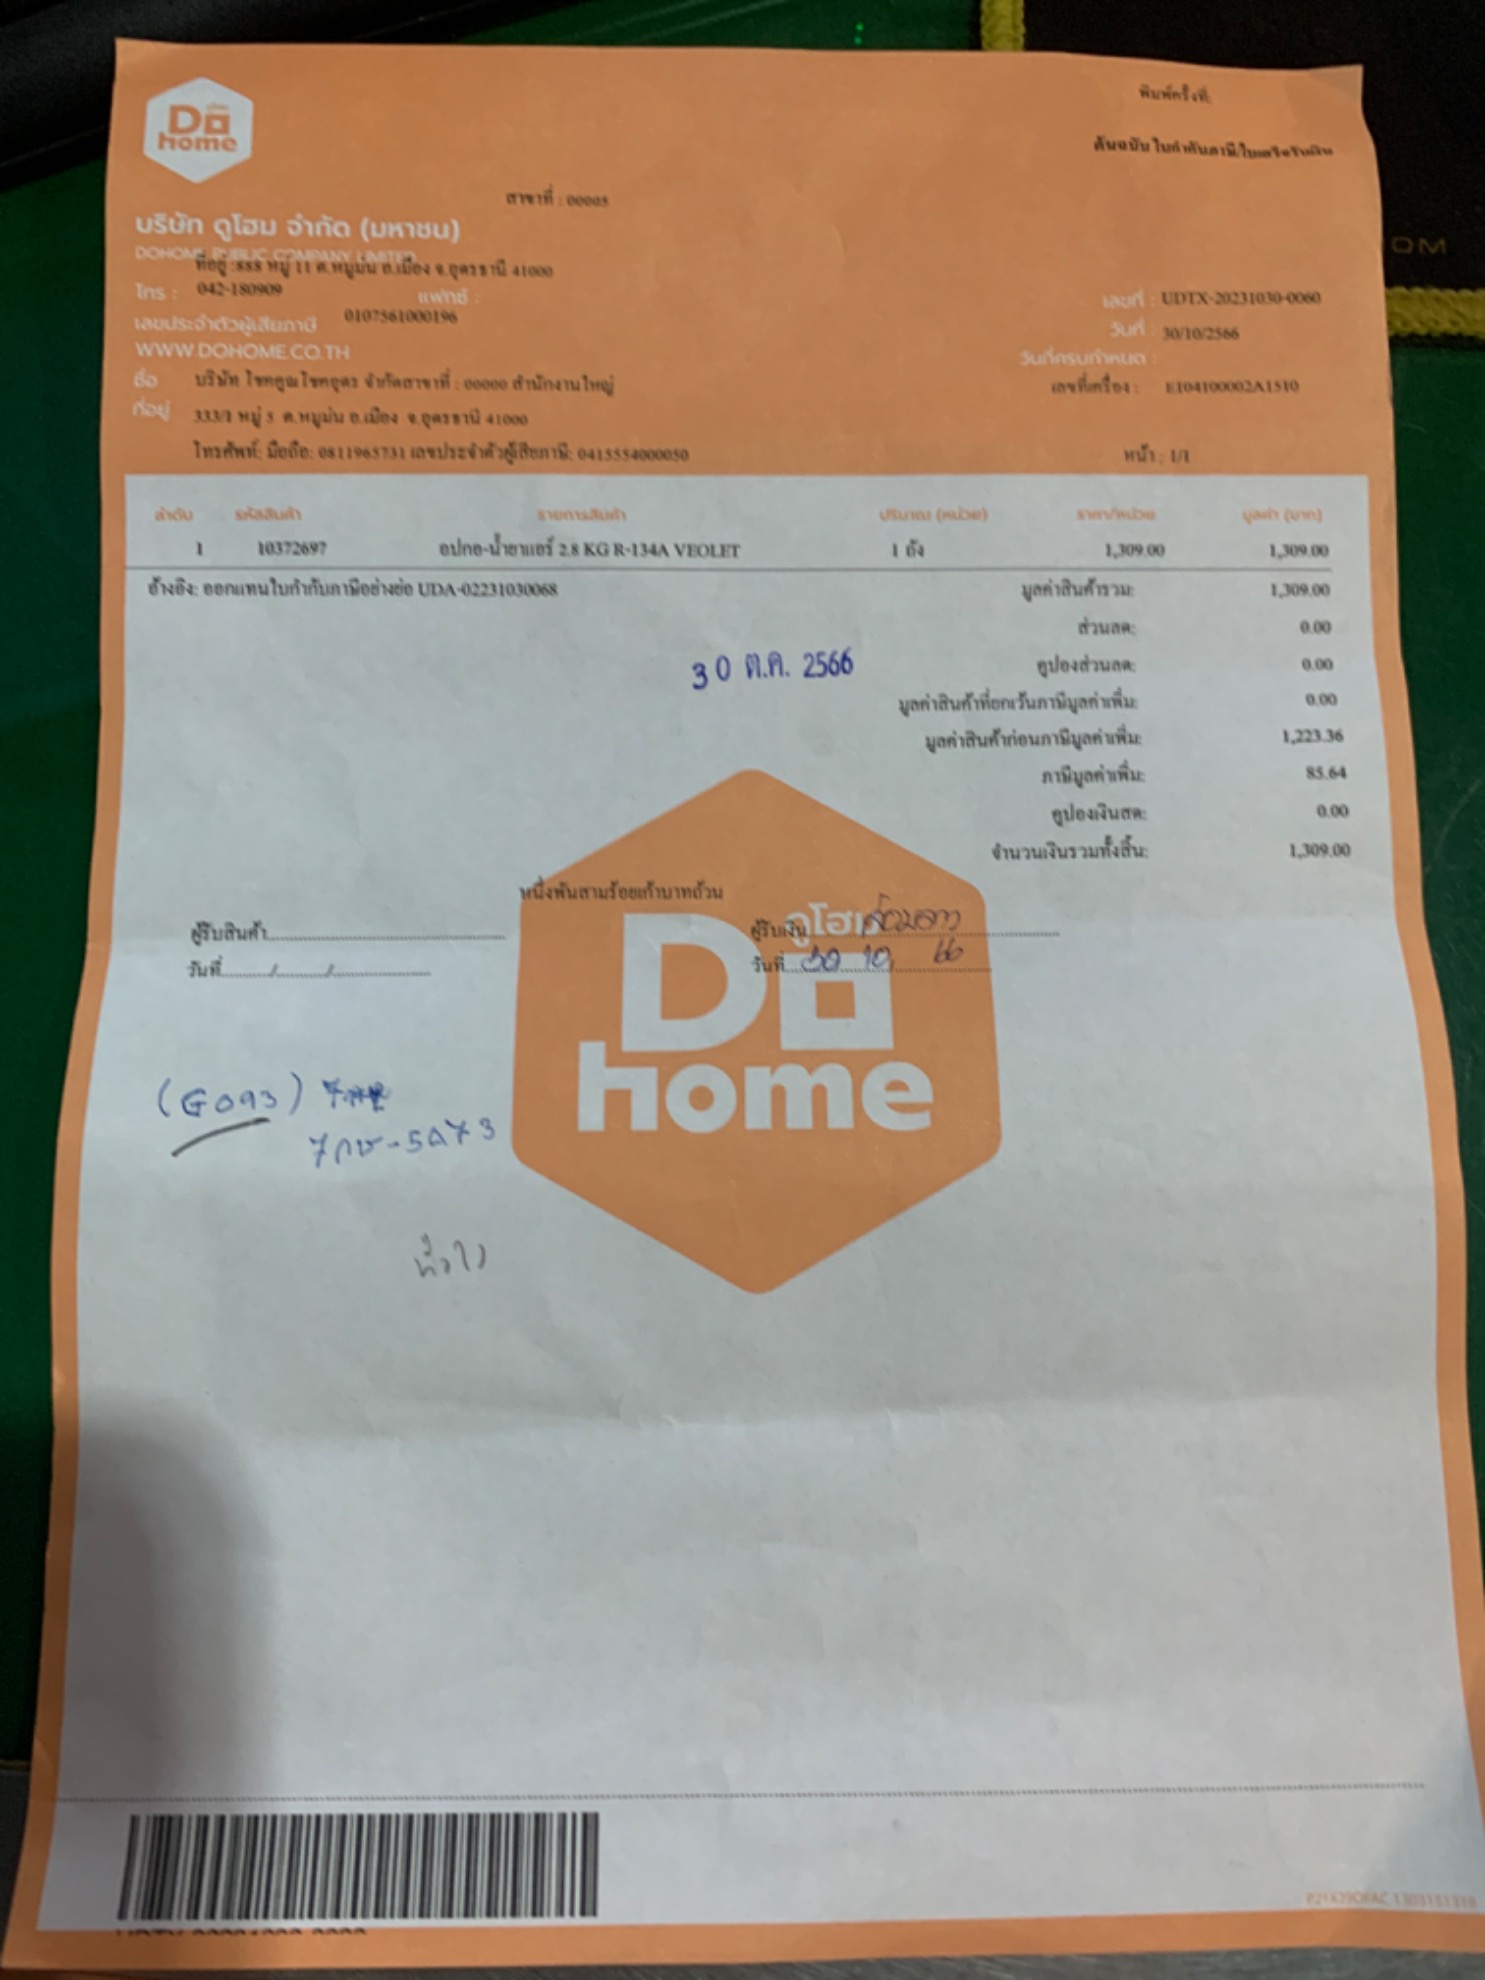 ดูโฮม
Do
home
พิมพ์ครั้งที่:
ต้นฉบับ ใบกำกับภาษี/ใบเสร็จรับเงิน
สาขาที่ : 00005
บริษัท ดูโฮม จำกัด (มหาชน)
DOHOME PUBLIC COMPANY LIMITED
ที่อยู่ :888 หมู่ 11 ต.หมูม่น อ.เมือง จ.อุดรธานี 41000
โทร : 042-180909 แฟกซ์ :
เลขประจำตัวผู้เสียภาษี 0107561000196
WWW.DOHOME.CO.TH
เลขที่ : UDTX-20231030-0060
วันที่ : 30/10/2566
วันที่ครบกำหนด :
เลขที่เครื่อง : E104100002A1510
ชื่อ บริษัท โชคคูณโชคอุดร จำกัดสาขาที่ : 00000 สำนักงานใหญ่
ที่อยู่ 333/1 หมู่ 5 ต.หมูม่น อ.เมือง จ.อุดรธานี 41000
โทรศัพท์: มือถือ: 0811965731 เลขประจำตัวผู้เสียภาษี: 0415554000050
หน้า : 1/1
ลำดับ รหัสสินค้า รายการสินค้า ปริมาณ (หน่วย) ราคา/หน่วย มูลค่า (บาท)
1 10372697 อปกอ-น้ำยาแอร์ 2.8 KG R-134A VEOLET 1 ถัง 1,309.00 1,309.00
อ้างอิง: ออกแทนใบกำกับภาษีอย่างย่อ UDA-02231030068
มูลค่าสินค้ารวม: 1,309.00
ส่วนลด: 0.00
30 ต.ค. 2566
คูปองส่วนลด: 0.00
มูลค่าสินค้าที่ยกเว้นภาษีมูลค่าเพิ่ม: 0.00
มูลค่าสินค้าก่อนภาษีมูลค่าเพิ่ม: 1,223.36
ภาษีมูลค่าเพิ่ม: 85.64
คูปองเงินสด: 0.00
จำนวนเงินรวมทั้งสิ้น: 1,309.00
หนึ่งพันสามร้อยเก้าบาทถ้วน
ผู้รับสินค้า
ผู้รับเงิน
วันที่ / /
วันที่ 30 10 66
ดูโฮม
Do
home
(G093)